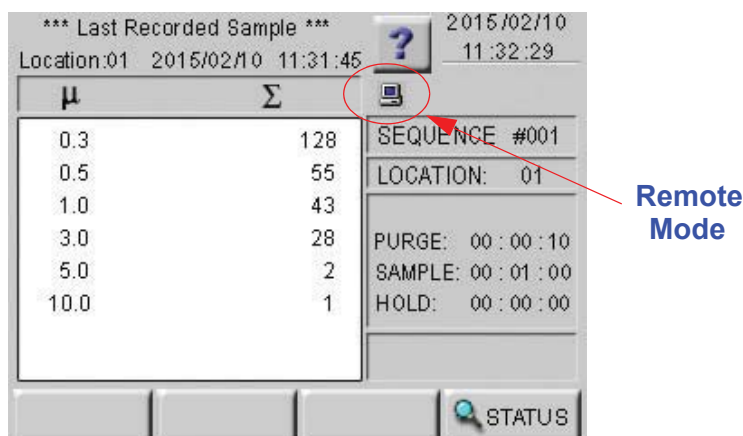 *** Last Recorded Sample ***
Location:01 2015/02/10 11:31:45
?
2015/02/10
11:32:29
µ Σ
0.3 128
0.5 55
1.0 43
3.0 28
5.0 2
10.0 1
SEQUENCE #001
LOCATION: 01
PURGE: 00:00:10
SAMPLE: 00:01:00
HOLD: 00:00:00
STATUS
Remote
Mode